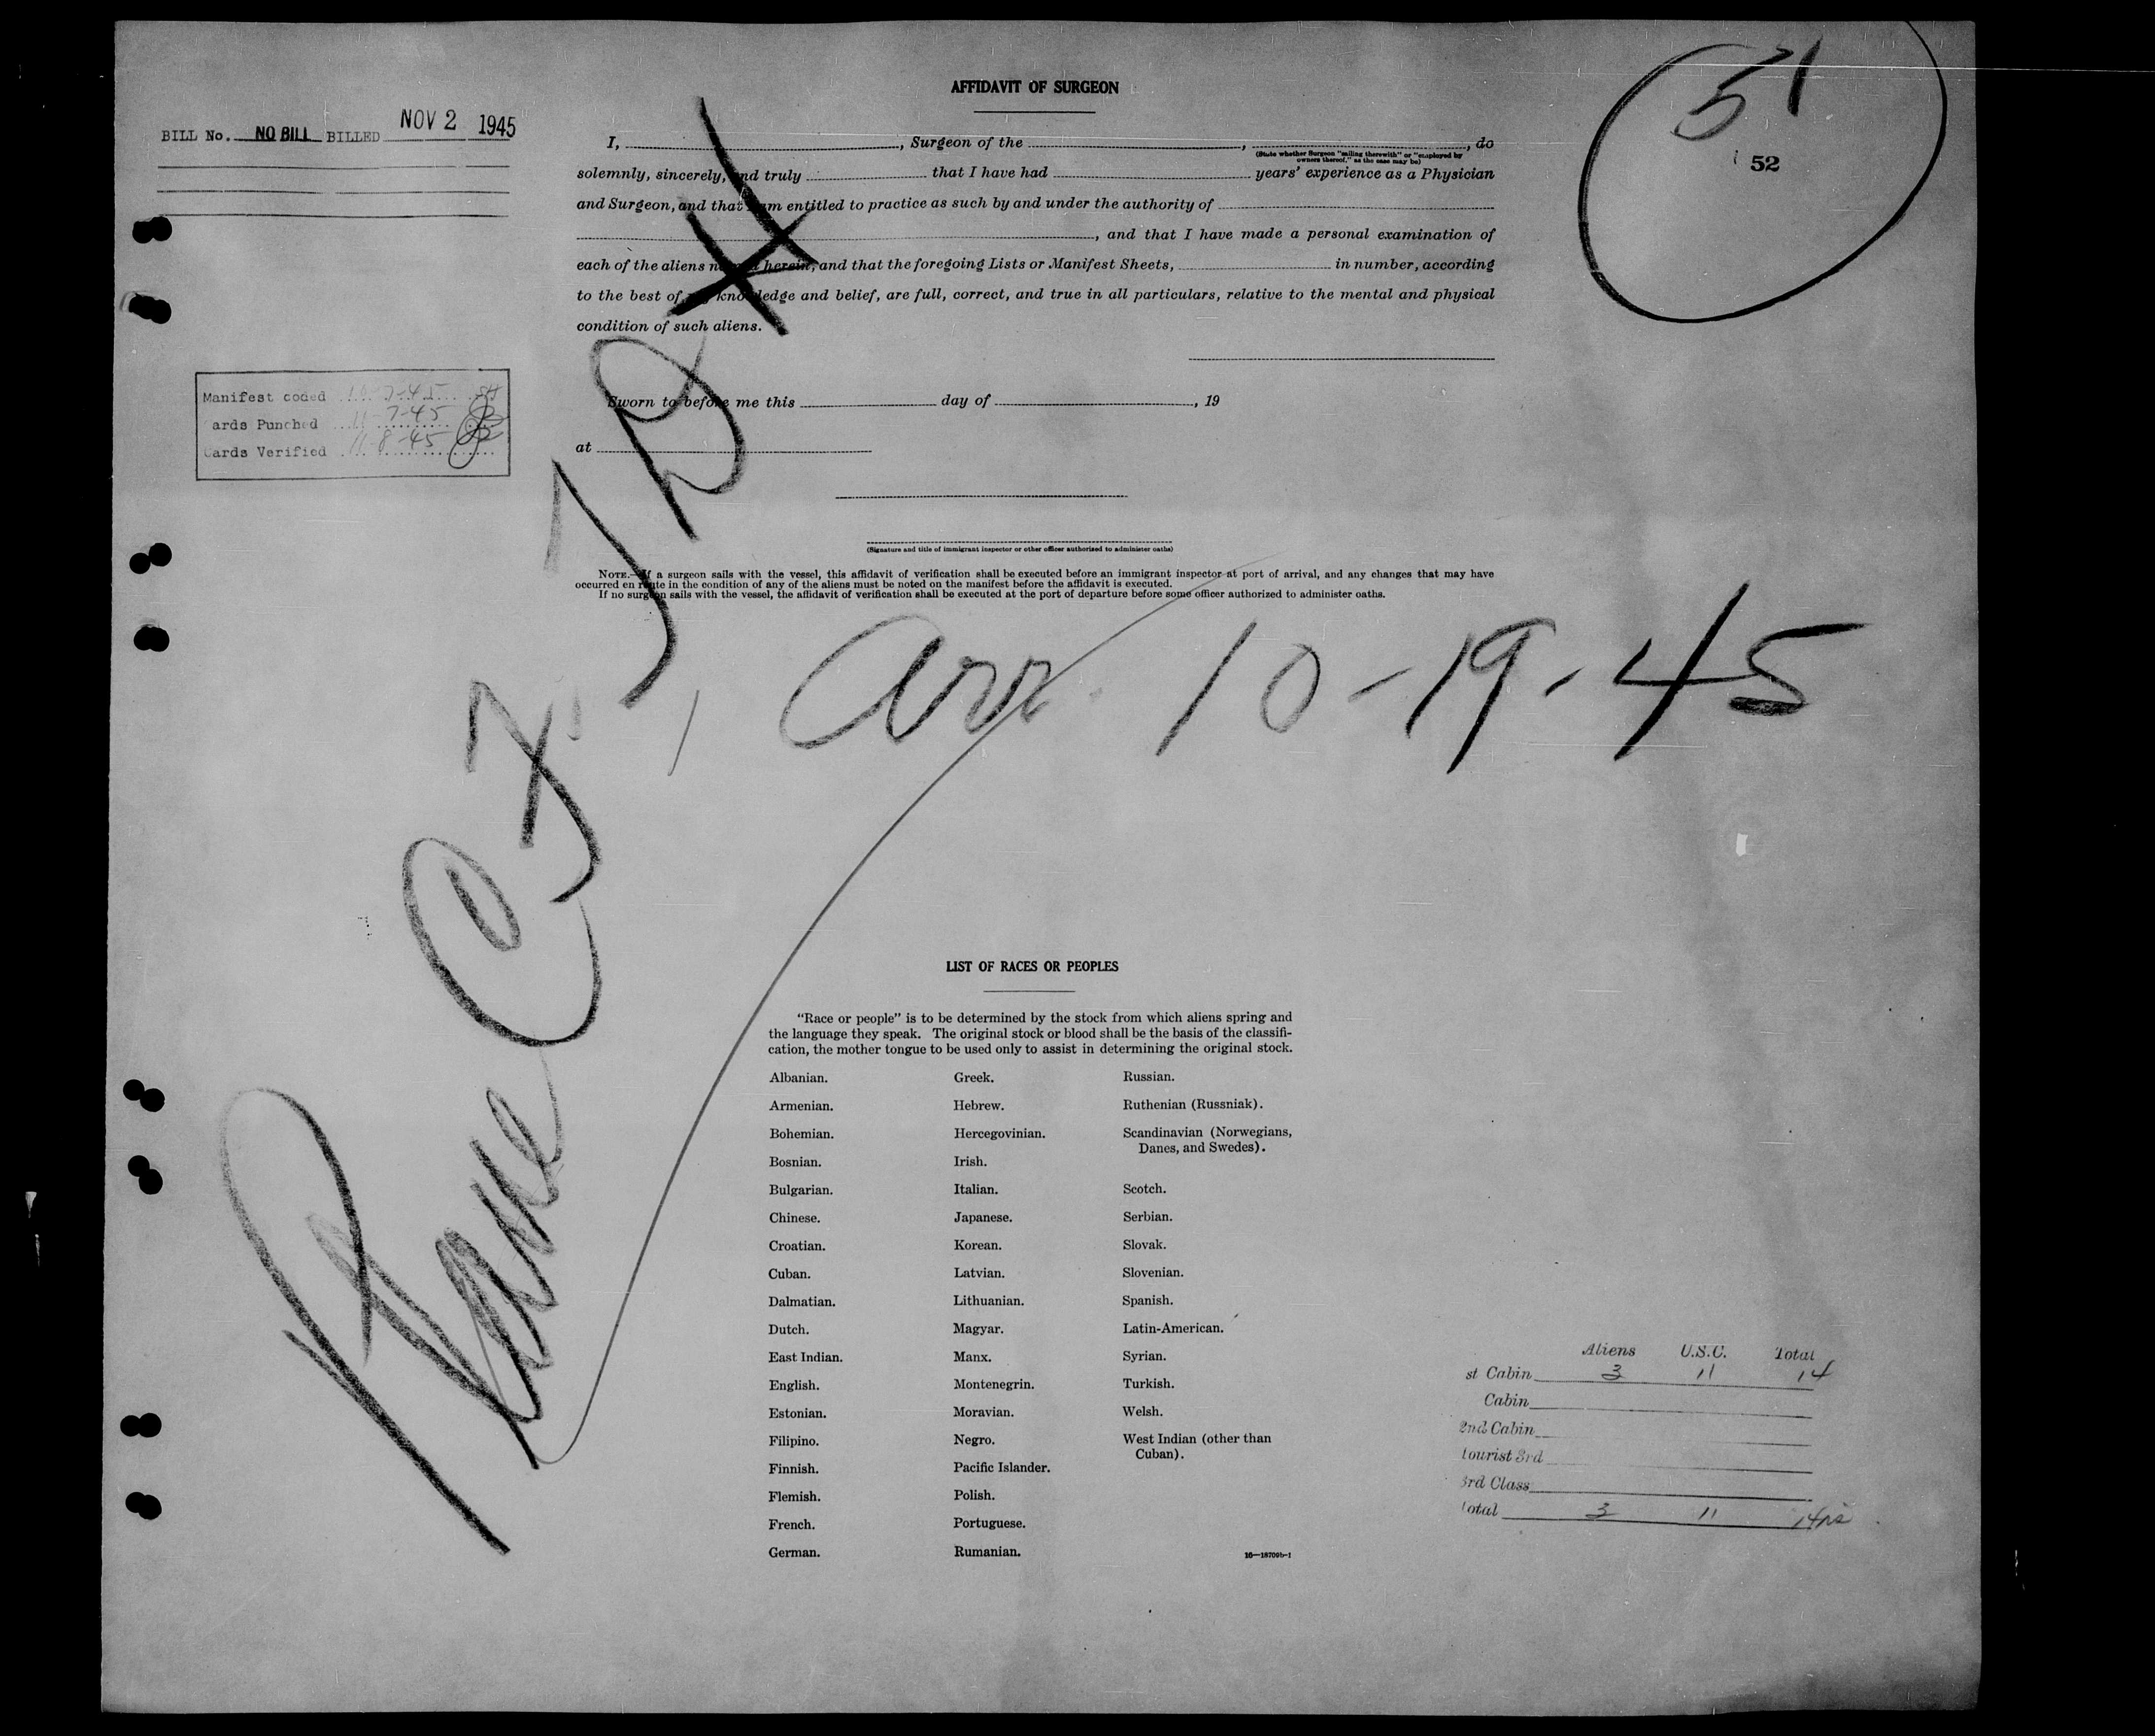 AFFIDAVIT OF SURGEON
51
52
BILL No. NO BILL BILLED NOV 2 1945
I, , Surgeon of the , , do
(State whether Surgeon "sailing therewith" or "employed by
owners thereof," as the case may be)
solemnly, sincerely, and truly that I have had years' experience as a Physician
and Surgeon, and that I am entitled to practice as such by and under the authority of
, and that I have made a personal examination of
each of the aliens named herein, and that the foregoing Lists or Manifest Sheets, in number, according
to the best of my knowledge and belief, are full, correct, and true in all particulars, relative to the mental and physical
condition of such aliens.
Manifest coded
ards Punched 11-7-45
Cards Verified 11-8-45
Sworn to before me this day of , 19
at
(Signature and title of immigrant inspector or other officer authorized to administer oaths)
NOTE.—If a surgeon sails with the vessel, this affidavit of verification shall be executed before an immigrant inspector at port of arrival, and any changes that may have
occurred en route in the condition of any of the aliens must be noted on the manifest before the affidavit is executed.
If no surgeon sails with the vessel, the affidavit of verification shall be executed at the port of departure before some officer authorized to administer oaths.
Plane C.F. TDH, arr. 10-19-45
LIST OF RACES OR PEOPLES
"Race or people" is to be determined by the stock from which aliens spring and
the language they speak. The original stock or blood shall be the basis of the classifi-
cation, the mother tongue to be used only to assist in determining the original stock.
Albanian. Greek. Russian.
Armenian. Hebrew. Ruthenian (Russniak).
Bohemian. Hercegovinian. Scandinavian (Norwegians,
Danes, and Swedes).
Bosnian. Irish.
Bulgarian. Italian. Scotch.
Chinese. Japanese. Serbian.
Croatian. Korean. Slovak.
Cuban. Latvian. Slovenian.
Dalmatian. Lithuanian. Spanish.
Dutch. Magyar. Latin-American.
East Indian. Manx. Syrian.
English. Montenegrin. Turkish.
Estonian. Moravian. Welsh.
Filipino. Negro. West Indian (other than
Cuban).
Finnish. Pacific Islander.
Flemish. Polish.
French. Portuguese.
German. Rumanian.
16—18709b-1
Aliens U.S.C. Total
st Cabin 3 11 14
Cabin
2nd Cabin
tourist 3rd
3rd Class
total 3 11 14